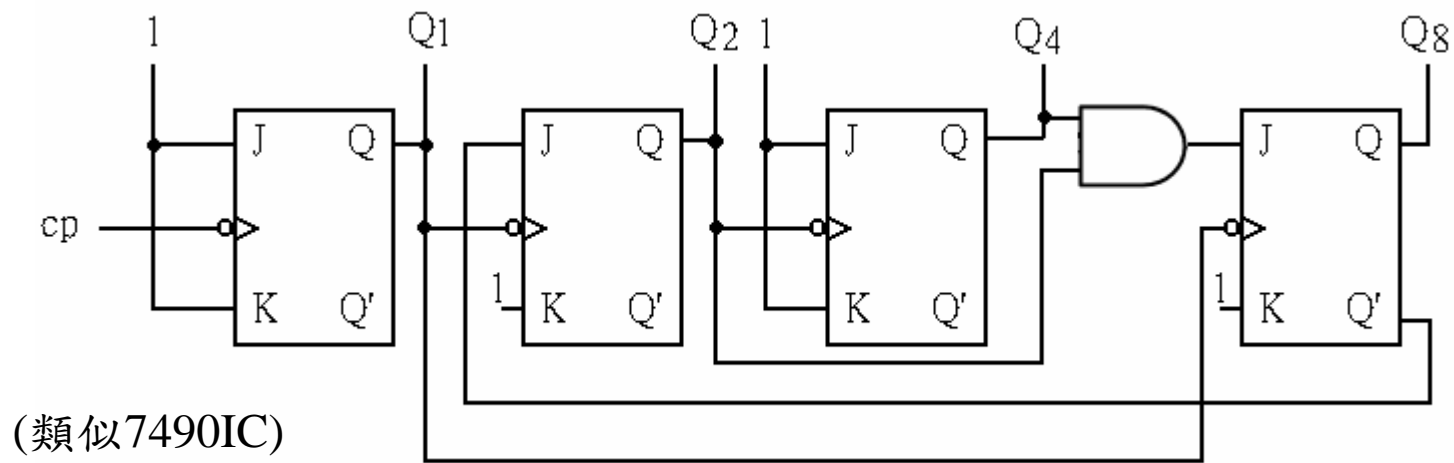 1 Q1 Q2 1 Q4 Q8
J Q J Q J Q J Q
cp
K Q' 1 K Q' K Q' 1 K Q'
(類似7490IC)